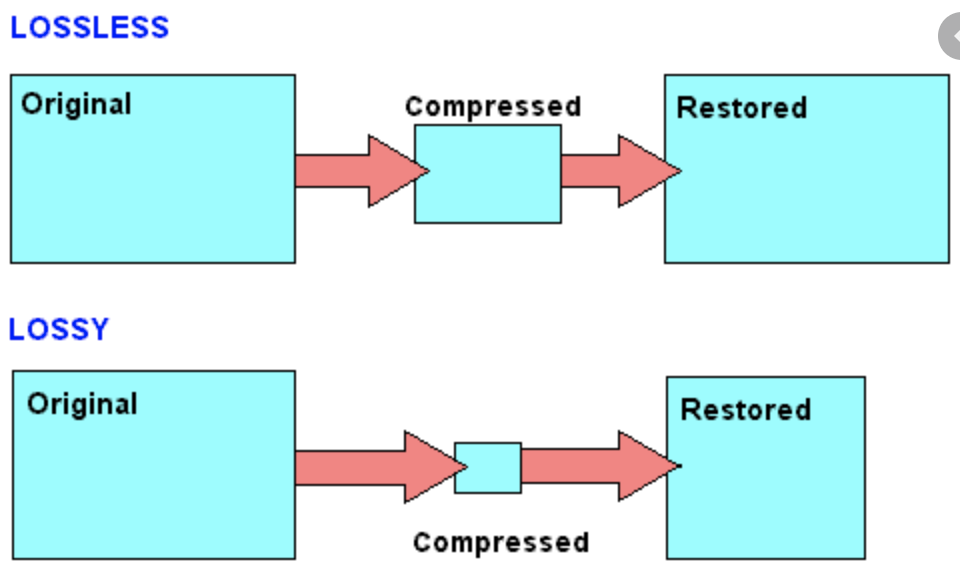 LOSSLESS
Original
Compressed
Restored
LOSSY
Original
Restored
Compressed